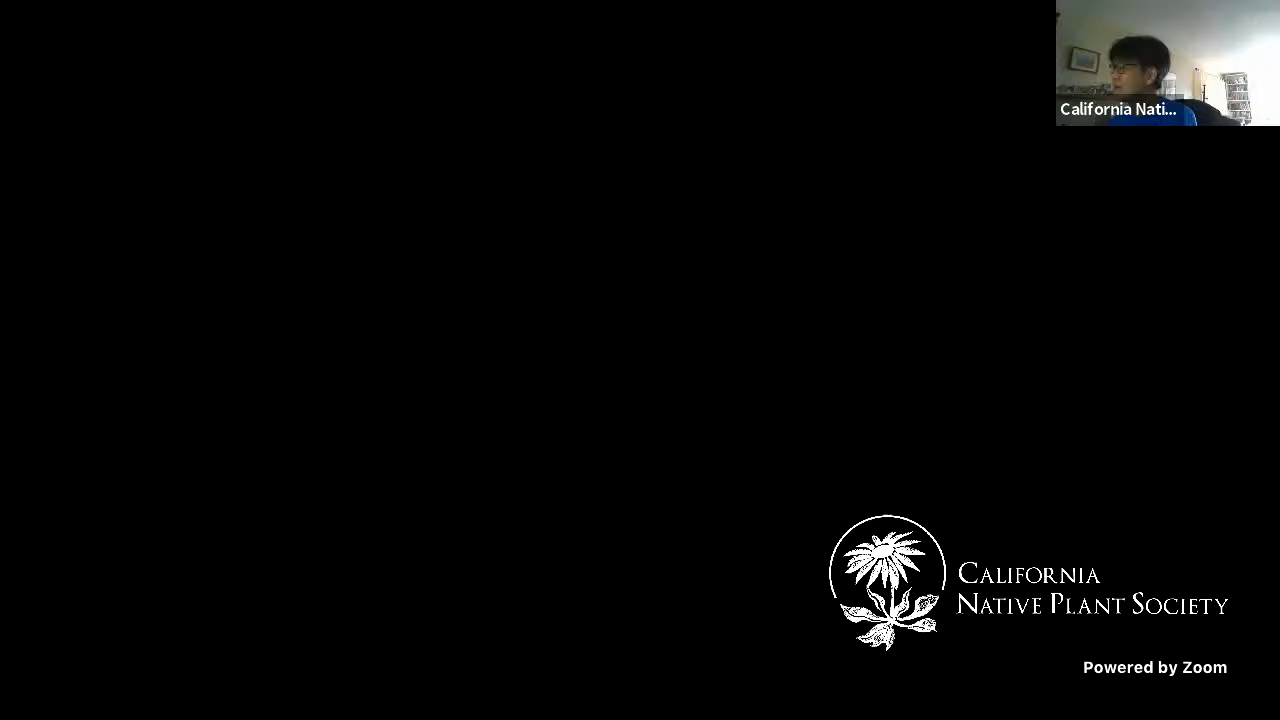 California Nati...
CALIFORNIA
NATIVE PLANT SOCIETY
Powered by Zoom